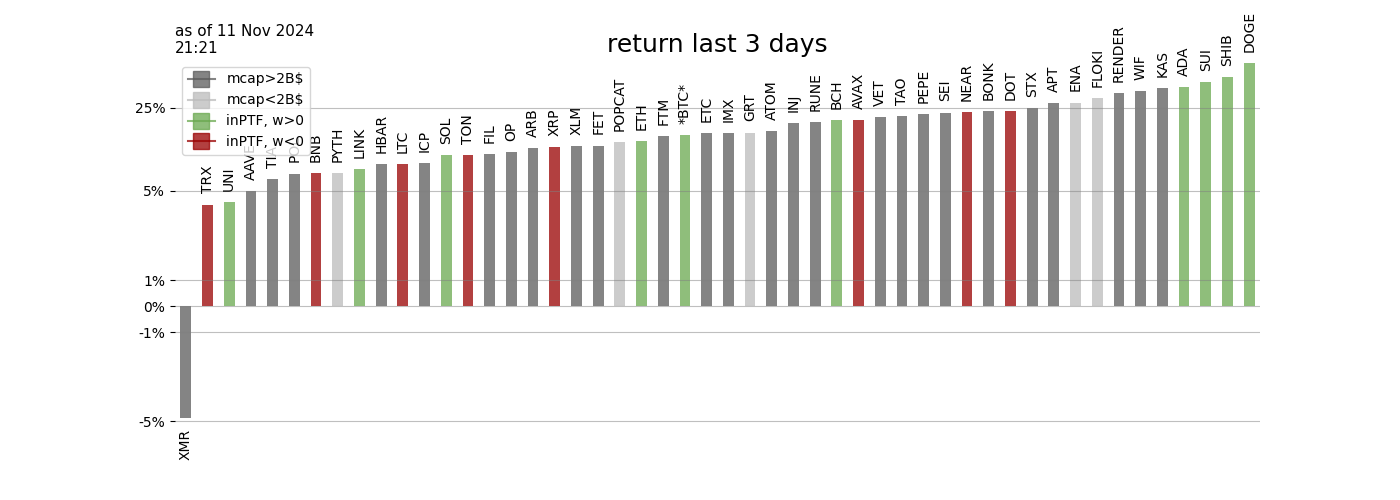 as of 11 Nov 2024
21:21
return last 3 days
mcap>2B$
mcap<2B$
inPTF, w>0
inPTF, w<0
25%
5%
1%
0%
-1%
-5%
XMR
TRX
UNI
AAVE
BNB
PYTH
LINK
HBAR
LTC
ICP
SOL
TON
FIL
OP
ARB
XRP
XLM
FET
POPCAT
ETH
FTM
*BTC*
ETC
IMX
GRT
ATOM
INJ
RUNE
BCH
AVAX
VET
TAO
PEPE
SEI
NEAR
BONK
DOT
STX
APT
ENA
FLOKI
RENDER
WIF
KAS
ADA
SUI
SHIB
DOGE